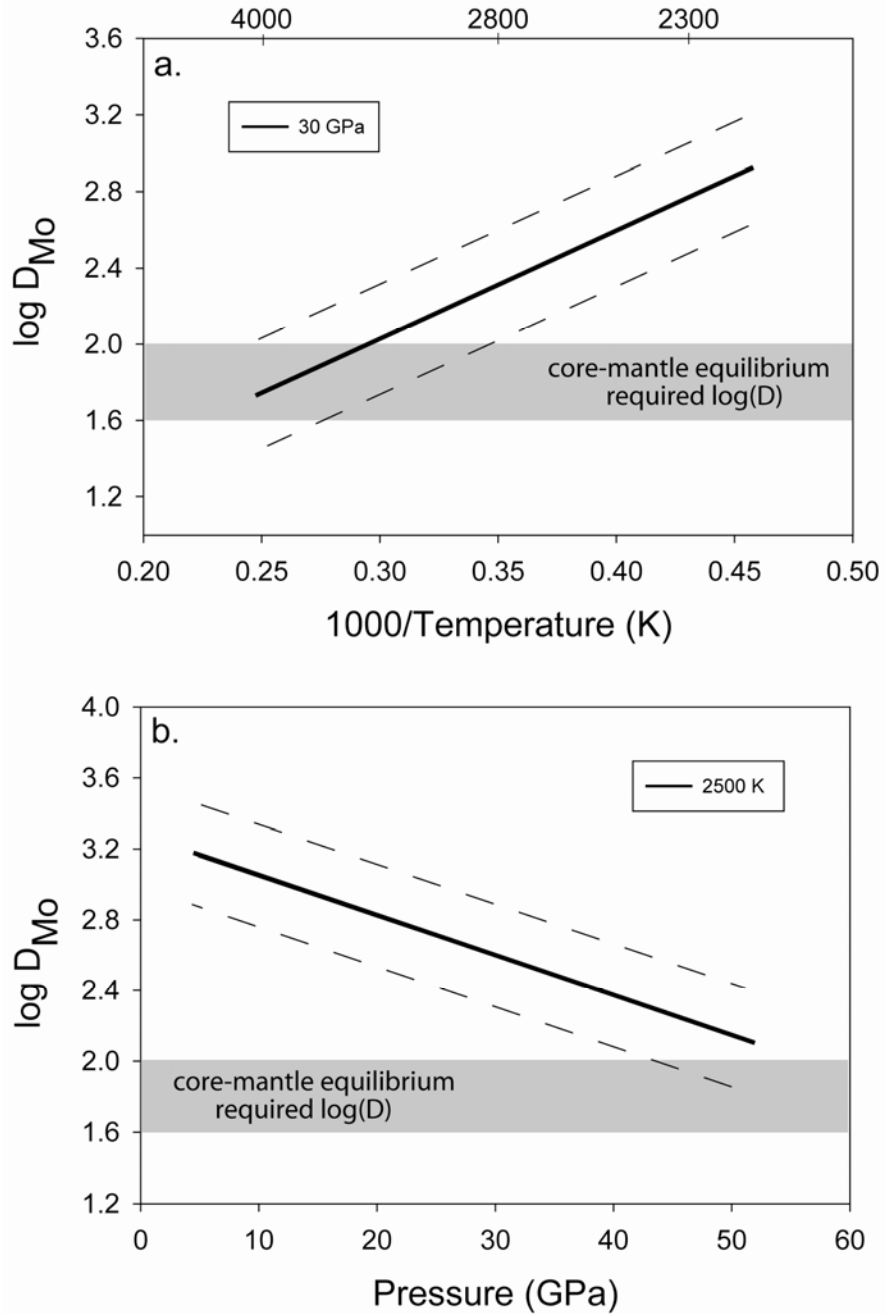 4000 2800 2300
3.6
a.
3.2
30 GPa
2.8
log D_Mo
2.4
2.0
core-mantle equilibrium
required log(D)
1.6
1.2
0.20 0.25 0.30 0.35 0.40 0.45 0.50
1000/Temperature (K)
4.0
b.
3.6
2500 K
3.2
2.8
log D_Mo
2.4
2.0
core-mantle equilibrium
required log(D)
1.6
1.2
0 10 20 30 40 50 60
Pressure (GPa)